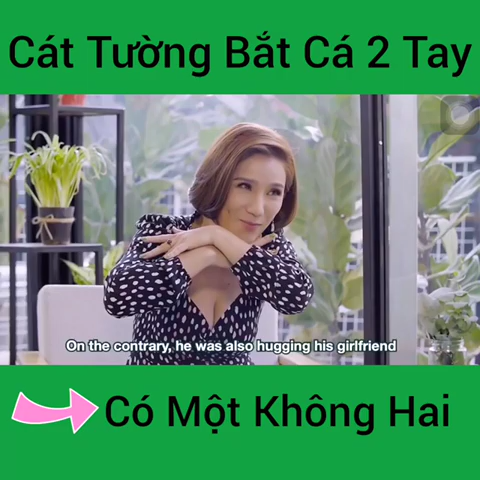 Cát Tường Bắt Cá 2 Tay
On the contrary, he was also hugging his girlfriend
Có Một Không Hai